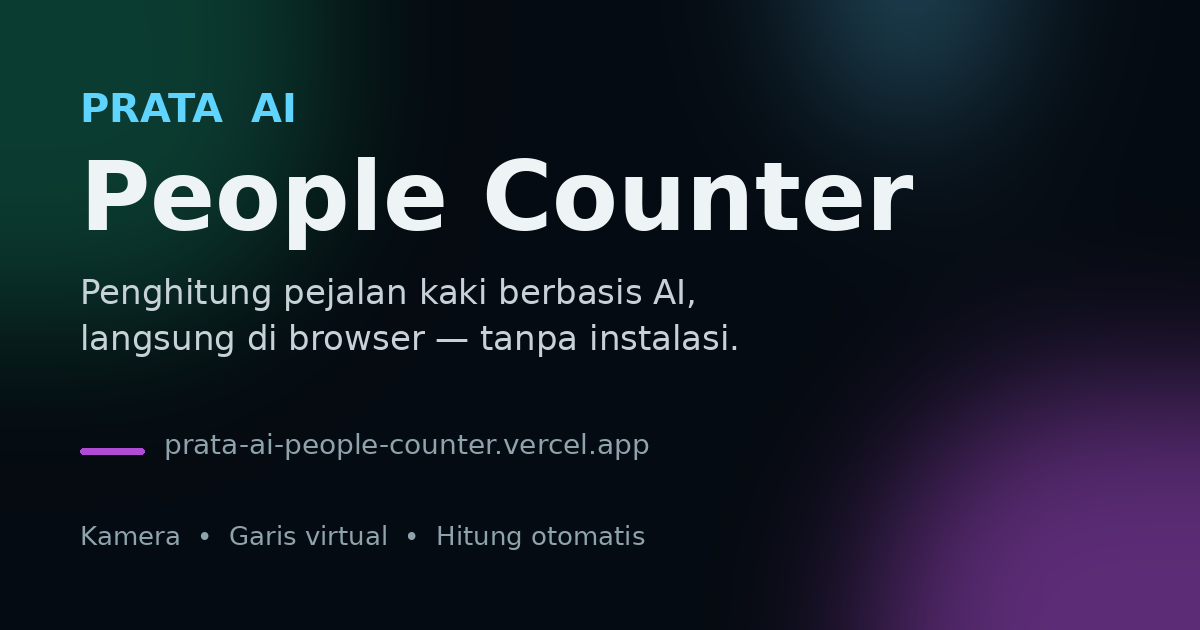 PRATA AI
People Counter
Penghitung pejalan kaki berbasis AI,
langsung di browser — tanpa instalasi.
prata-ai-people-counter.vercel.app
Kamera • Garis virtual • Hitung otomatis